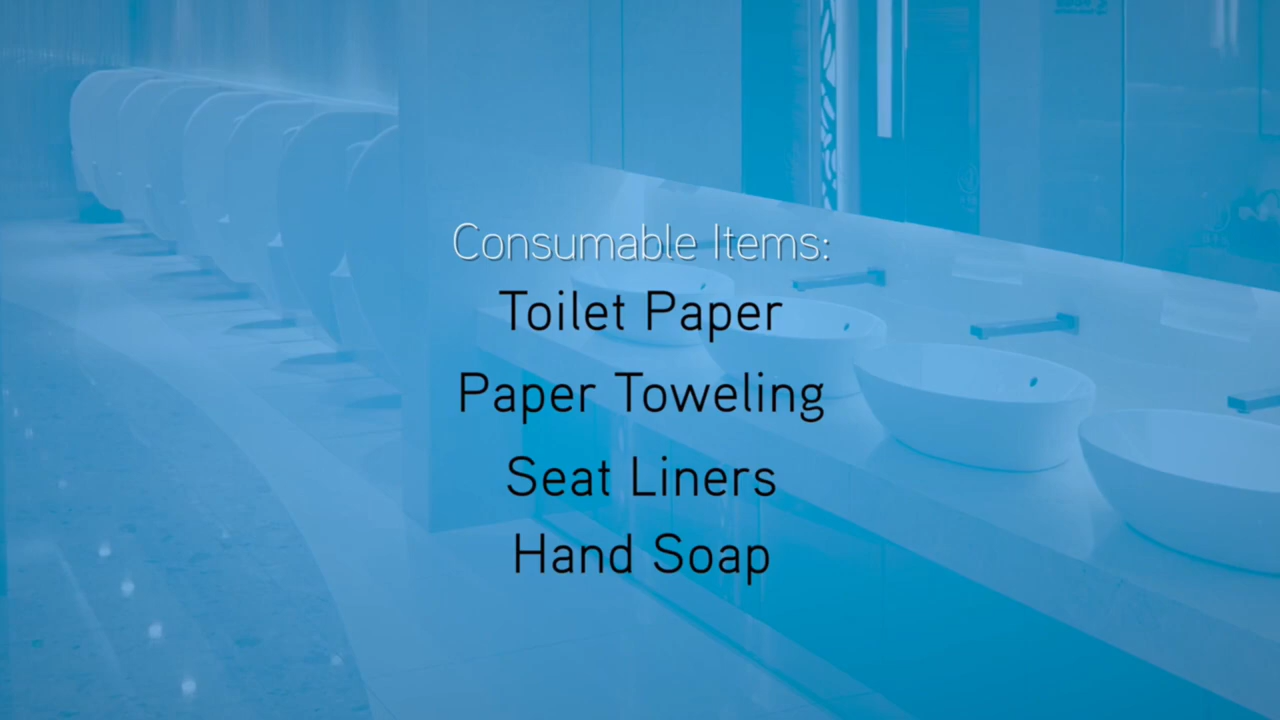 Consumable Items:
Toilet Paper
Paper Toweling
Seat Liners
Hand Soap